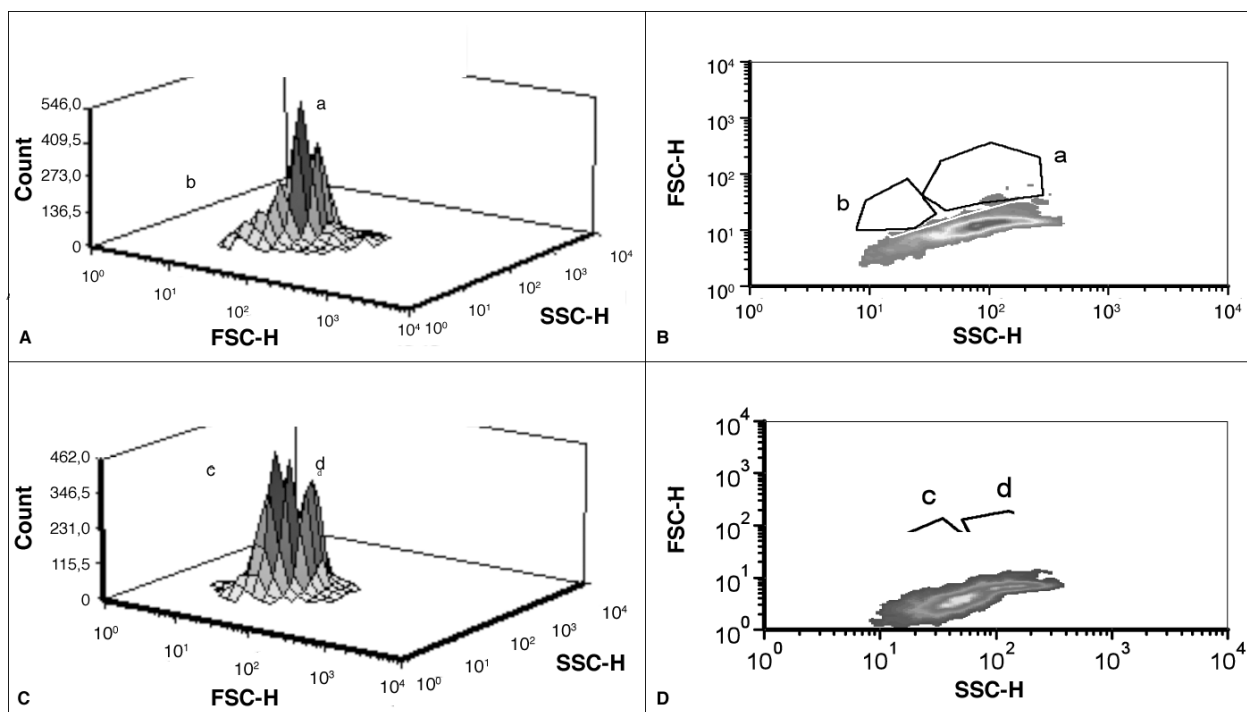 546,0
409,5
273,0
136,5
0
Count
a
b
10⁰
10¹
10²
10³
10⁴
FSC-H
10⁰
10¹
10²
10³
10⁴
SSC-H
A
10⁴
10³
10²
10¹
10⁰
FSC-H
a
b
10⁰
10¹
10²
10³
10⁴
SSC-H
B
462,0
346,5
231,0
115,5
0
Count
c
d
10⁰
10¹
10²
10³
10⁴
FSC-H
10⁰
10¹
10²
10³
10⁴
SSC-H
C
10⁴
10³
10²
10¹
10⁰
FSC-H
c d
10⁰
10¹
10²
10³
10⁴
SSC-H
D